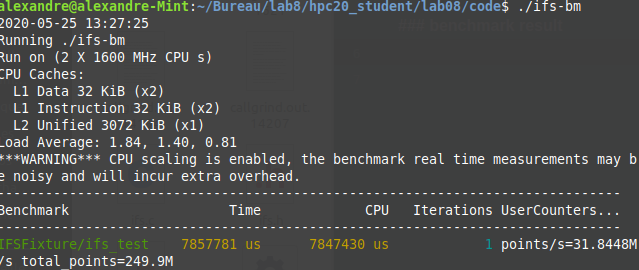 alexandre@alexandre-Mint:~/Bureau/lab8/hpc20_student/lab08/code$ ./ifs-bm
2020-05-25 13:27:25
Running ./ifs-bm
Run on (2 X 1600 MHz CPU s)
CPU Caches:
  L1 Data 32 KiB (x2)
  L1 Instruction 32 KiB (x2)
  L2 Unified 3072 KiB (x1)
Load Average: 1.84, 1.40, 0.81
***WARNING*** CPU scaling is enabled, the benchmark real time measurements may b
e noisy and will incur extra overhead.
--------------------------------------------------------------------------------
Benchmark                     Time             CPU   Iterations UserCounters...
--------------------------------------------------------------------------------
IFSFixture/ifs_test     7857781 us      7847430 us            1 points/s=31.8448M
/s total_points=249.9M